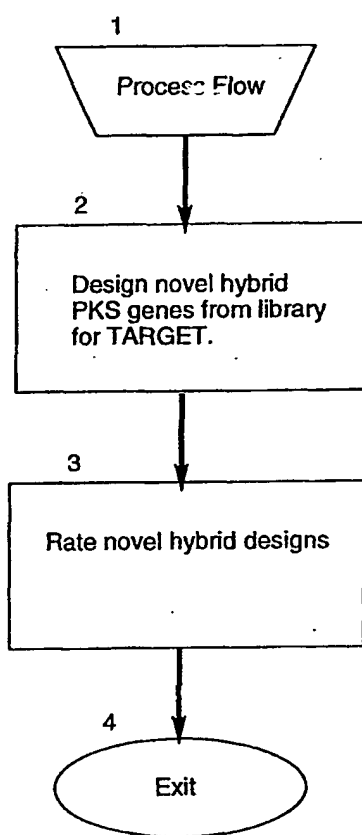 1
Process Flow
2
Design novel hybrid
PKS genes from library
for TARGET.
3
Rate novel hybrid designs
4
Exit